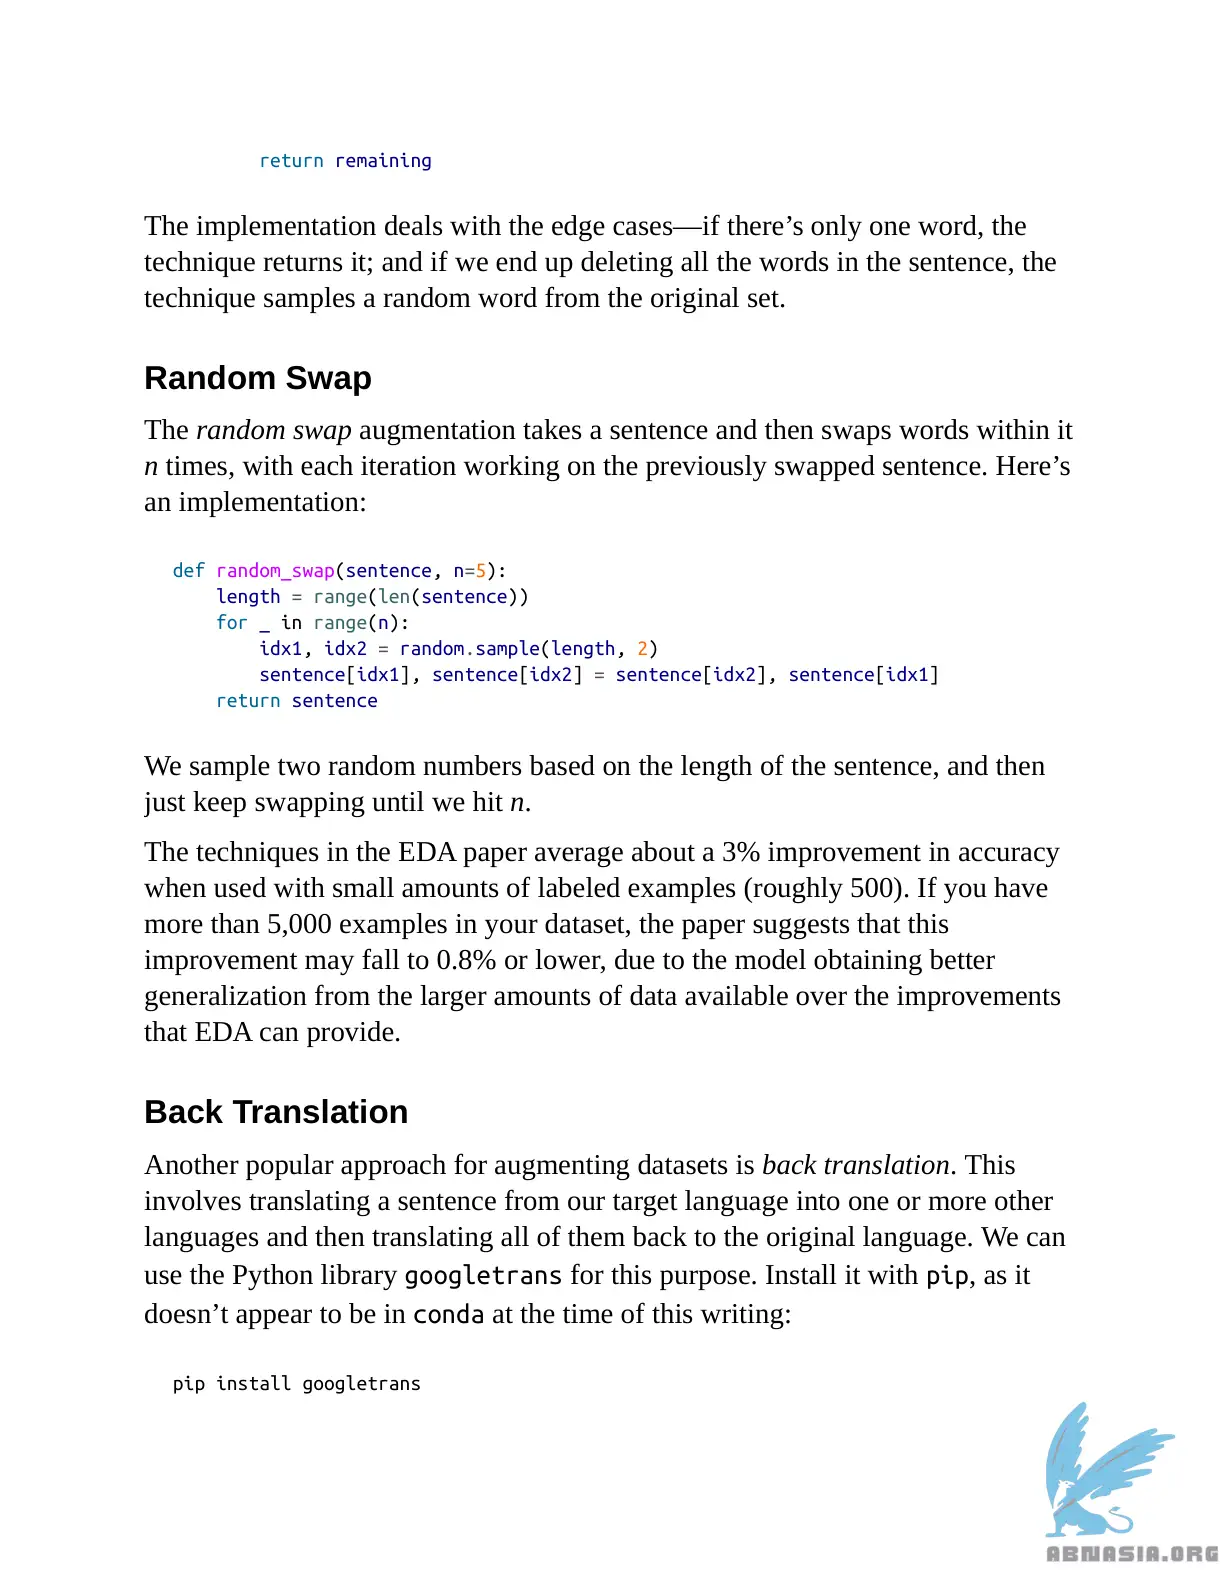 return remaining
The implementation deals with the edge cases—if there’s only one word, the
technique returns it; and if we end up deleting all the words in the sentence, the
technique samples a random word from the original set.
Random Swap
The random swap augmentation takes a sentence and then swaps words within it
n times, with each iteration working on the previously swapped sentence. Here’s
an implementation:
def random_swap(sentence, n=5):
    length = range(len(sentence))
    for _ in range(n):
        idx1, idx2 = random.sample(length, 2)
        sentence[idx1], sentence[idx2] = sentence[idx2], sentence[idx1]
    return sentence
We sample two random numbers based on the length of the sentence, and then
just keep swapping until we hit n.
The techniques in the EDA paper average about a 3% improvement in accuracy
when used with small amounts of labeled examples (roughly 500). If you have
more than 5,000 examples in your dataset, the paper suggests that this
improvement may fall to 0.8% or lower, due to the model obtaining better
generalization from the larger amounts of data available over the improvements
that EDA can provide.
Back Translation
Another popular approach for augmenting datasets is back translation. This
involves translating a sentence from our target language into one or more other
languages and then translating all of them back to the original language. We can
use the Python library googletrans for this purpose. Install it with pip, as it
doesn’t appear to be in conda at the time of this writing:
pip install googletrans
ABNASIA.ORG